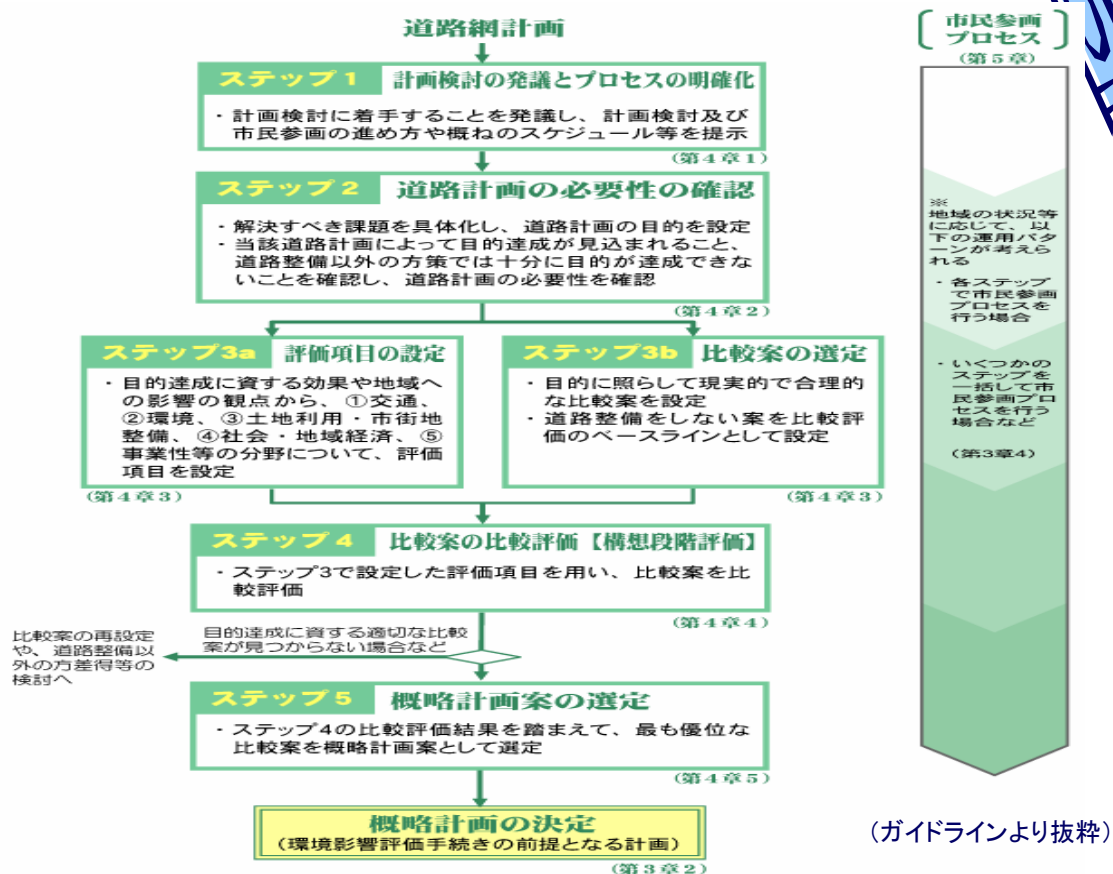 道路網計画
ステップ1 計画検討の発議とプロセスの明確化
・計画検討に着手することを発議し、計画検討及び
市民参画の進め方や概ねのスケジュール等を提示
(第4章1)
ステップ2 道路計画の必要性の確認
・解決すべき課題を具体化し、道路計画の目的を設定
・当該道路計画によって目的達成が見込まれること、
道路整備以外の方策では十分に目的が達成できな
いことを確認し、道路計画の必要性を確認
(第4章2)
ステップ3a 評価項目の設定
・目的達成に資する効果や地域へ
の影響の観点から、①交通、
②環境、③土地利用・市街地
整備、④社会・地域経済、⑤
事業性等の分野について、評価
項目を設定
(第4章3)
ステップ3b 比較案の選定
・目的に照らして現実的で合理的
な比較案を設定
・道路整備をしない案を比較評
価のベースラインとして設定
(第4章3)
ステップ4 比較案の比較評価【構想段階評価】
・ステップ3で設定した評価項目を用い、比較案を比
較評価
(第4章4)
目的達成に資する適切な比較
案が見つからない場合など
比較案の再設定
や、道路整備以
外の方差得等の
検討へ
ステップ5 概略計画案の選定
・ステップ4の比較評価結果を踏まえて、最も優位な
比較案を概略計画案として選定
(第4章5)
概略計画の決定
(環境影響評価手続きの前提となる計画)
(第3章2)
市民参画
プロセス
(第5章)
※
地域の状況等
に応じて、以
下の運用パタ
ーンが考えら
れる
・各ステップ
で市民参画
プロセスを
行う場合
・いくつかの
ステップを
一括して市
民参画プロ
セスを行う
場合など
(第3章4)
(ガイドラインより抜粋)